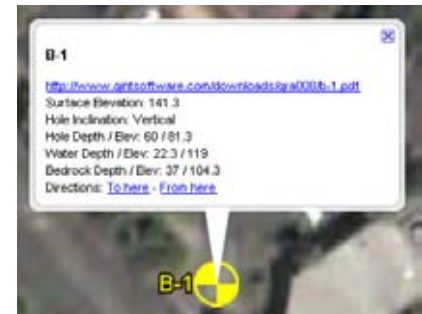 B-1
http://www.gintsoftware.com/downloads/gra008/b-1.pdf
Surface Elevation: 141.3
Hole Inclination: Vertical
Hole Depth / Elev: 60 / 81.3
Water Depth / Elev: 22.3 / 119
Bedrock Depth / Elev: 37 / 104.3
Directions: To here - From here
B-1